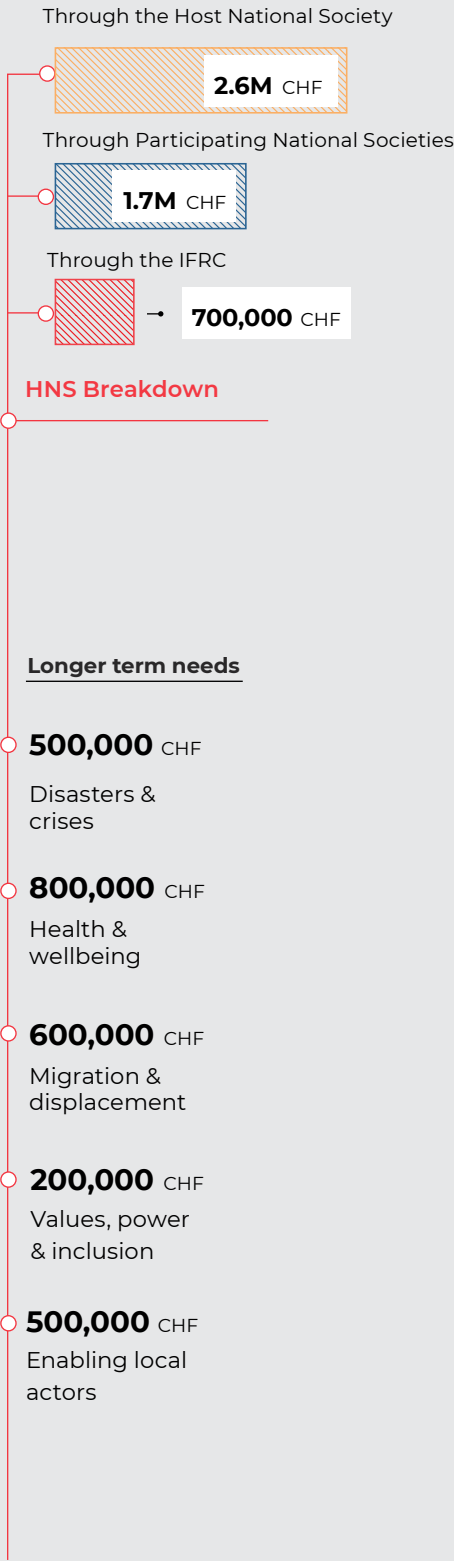 Through the Host National Society
2.6M CHF
Through Participating National Societies
1.7M CHF
Through the IFRC
700,000 CHF
HNS Breakdown
Longer term needs
500,000 CHF
Disasters &
crises
800,000 CHF
Health &
wellbeing
600,000 CHF
Migration &
displacement
200,000 CHF
Values, power
& inclusion
500,000 CHF
Enabling local
actors